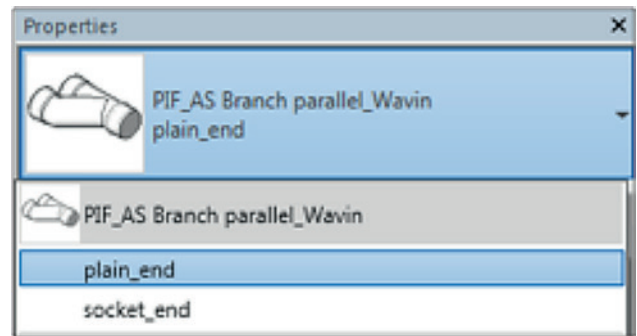 Properties
PIF_AS Branch parallel_Wavin
plain_end
PIF_AS Branch parallel_Wavin
plain_end
socket_end